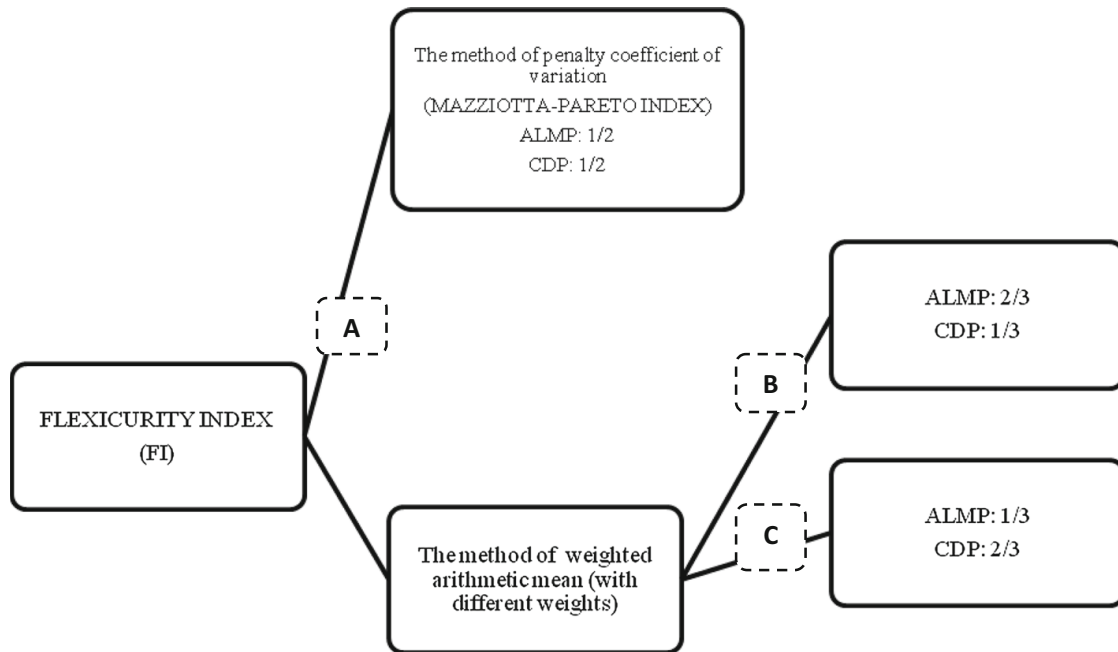 The method of penalty coefficient of
variation
(MAZZIOTTA-PARETO INDEX)
ALMP: 1/2
CDP: 1/2
A
FLEXICURITY INDEX
(FI)
The method of weighted
arithmetic mean (with
different weights)
B
ALMP: 2/3
CDP: 1/3
C
ALMP: 1/3
CDP: 2/3